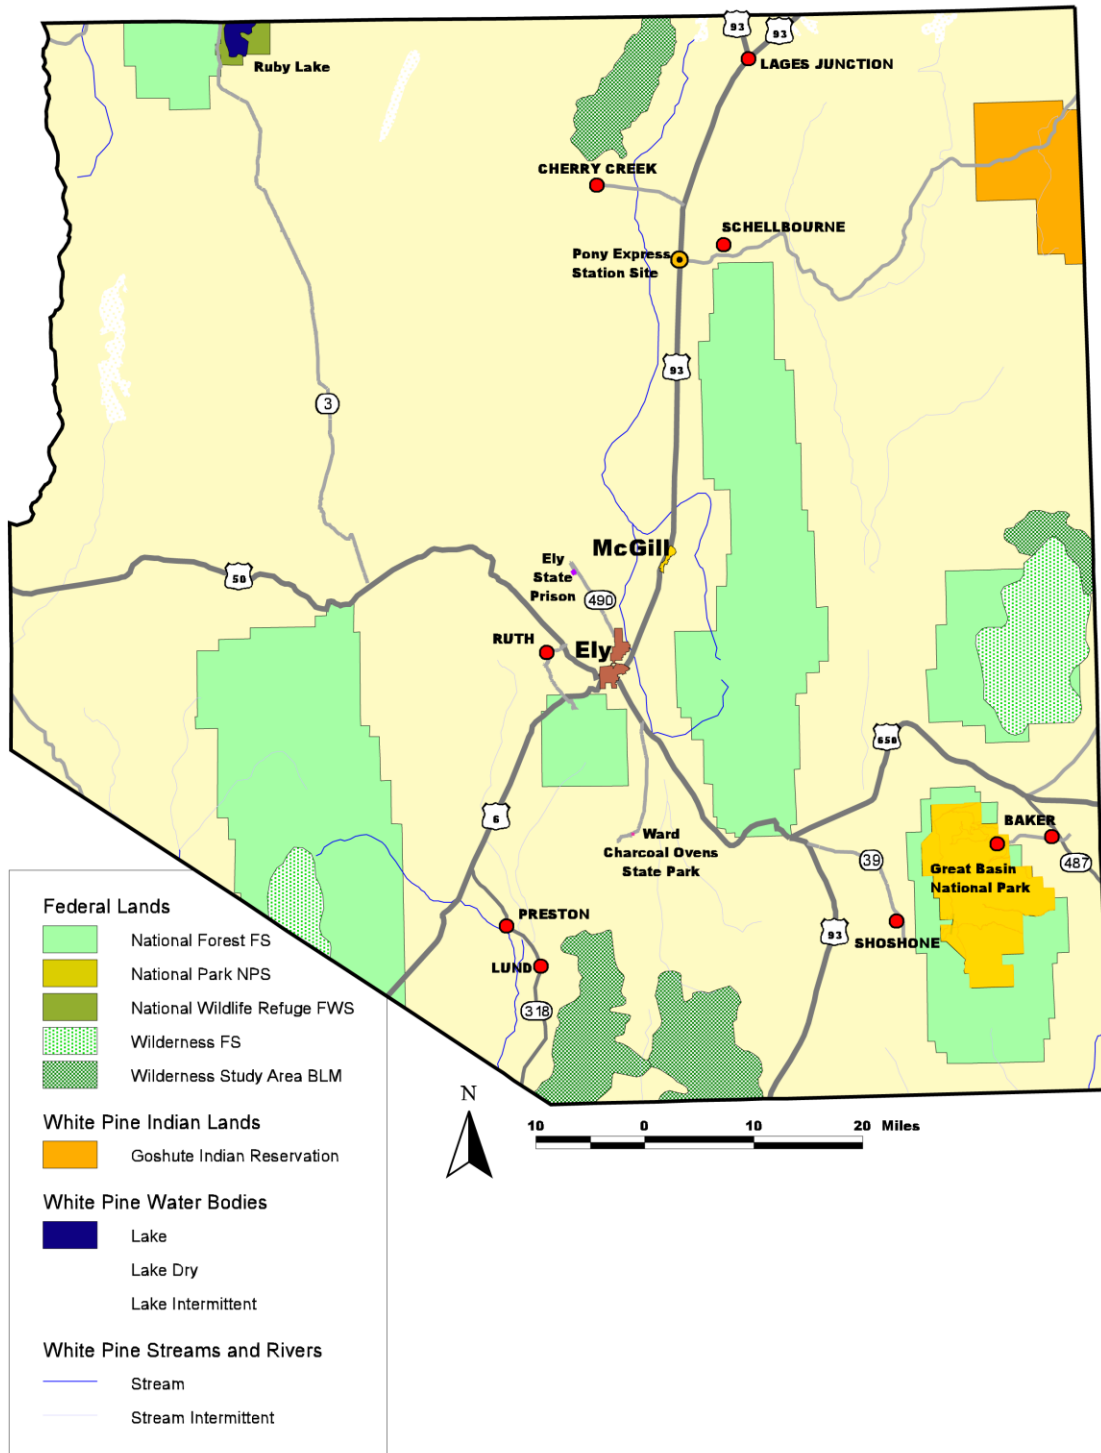 93
93
LAGES JUNCTION
Ruby Lake
CHERRY CREEK
SCHELLBOURNE
Pony Express
Station Site
93
3
McGill
Ely
State
Prison
50
490
RUTH
Ely
650
6
Ward
Charcoal Ovens
State Park
BAKER
39
487
Great Basin
National Park
PRESTON
93
SHOSHONE
LUND
318
Federal Lands
National Forest FS
National Park NPS
National Wildlife Refuge FWS
Wilderness FS
Wilderness Study Area BLM
White Pine Indian Lands
Goshute Indian Reservation
White Pine Water Bodies
Lake
Lake Dry
Lake Intermittent
White Pine Streams and Rivers
Stream
Stream Intermittent
N
10 0 10 20 Miles